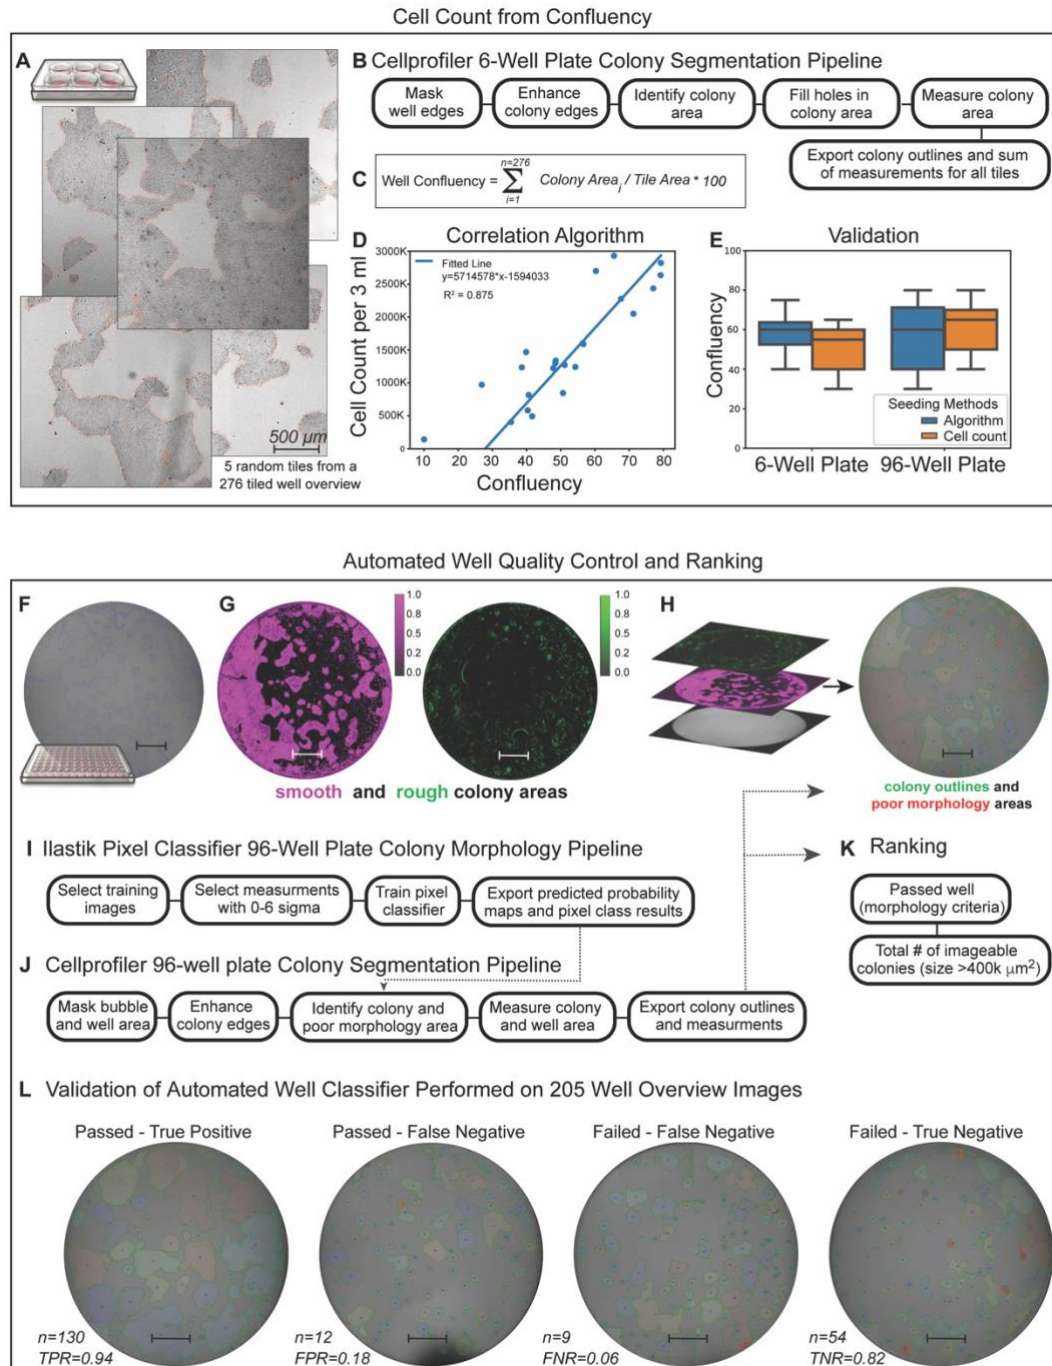 Cell Count from Confluency
A
500 µm
5 random tiles from a
276 tiled well overview
B Cellprofiler 6-Well Plate Colony Segmentation Pipeline
Mask
well edges
Enhance
colony edges
Identify colony
area
Fill holes in
colony area
Measure colony
area
Export colony outlines and sum
of measurements for all tiles
C
Well Confluency = n=276 ∑ i=1 Colony Area i / Tile Area * 100
D Correlation Algorithm
Cell Count per 3 ml
3000K
2500K
2000K
1500K
1000K
500K
0
Fitted Line
y=5714578*x-1594033
R² = 0.875
10 20 30 40 50 60 70 80
Confluency
E Validation
Confluency
100
80
60
40
20
0
Seeding Methods
Algorithm
Cell count
6-Well Plate 96-Well Plate
Automated Well Quality Control and Ranking
F
G
1.0
0.8
0.6
0.4
0.2
0.0
1.0
0.8
0.6
0.4
0.2
0.0
smooth and rough colony areas
H
colony outlines and
poor morphology areas
I Ilastik Pixel Classifier 96-Well Plate Colony Morphology Pipeline
Select training
images
Select measurments
with 0-6 sigma
Train pixel
classifier
Export predicted probability
maps and pixel class results
J Cellprofiler 96-well plate Colony Segmentation Pipeline
Mask bubble
and well area
Enhance
colony edges
Identify colony and
poor morphology area
Measure colony
and well area
Export colony outlines
and measurments
K Ranking
Passed well
(morphology criteria)
Total # of imageable
colonies (size >400k µm²)
L Validation of Automated Well Classifier Performed on 205 Well Overview Images
Passed - True Positive
n=130
TPR=0.94
Passed - False Negative
n=12
FPR=0.18
Failed - False Negative
n=9
FNR=0.06
Failed - True Negative
n=54
TNR=0.82